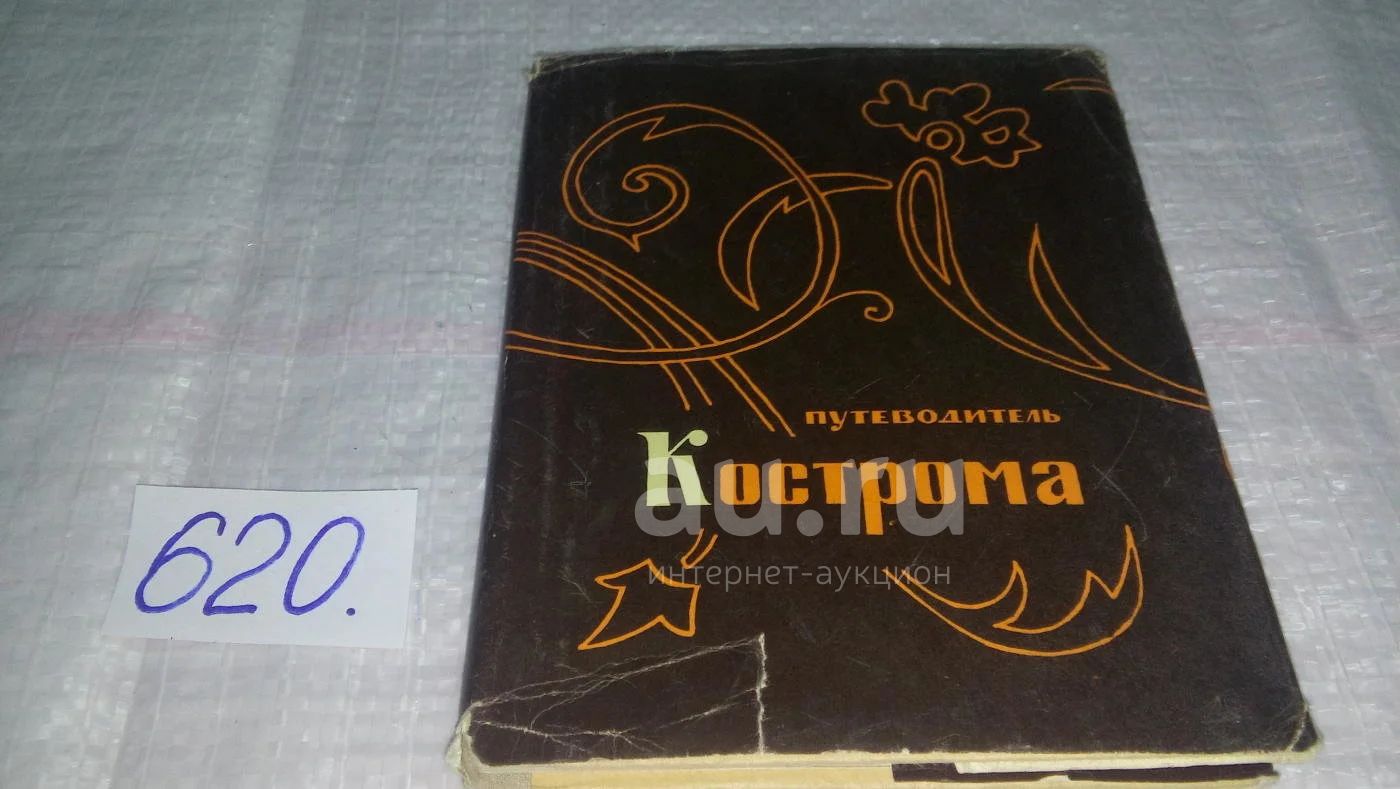 путеводитель
Кострома
au.ru
интернет-аукцион
620.